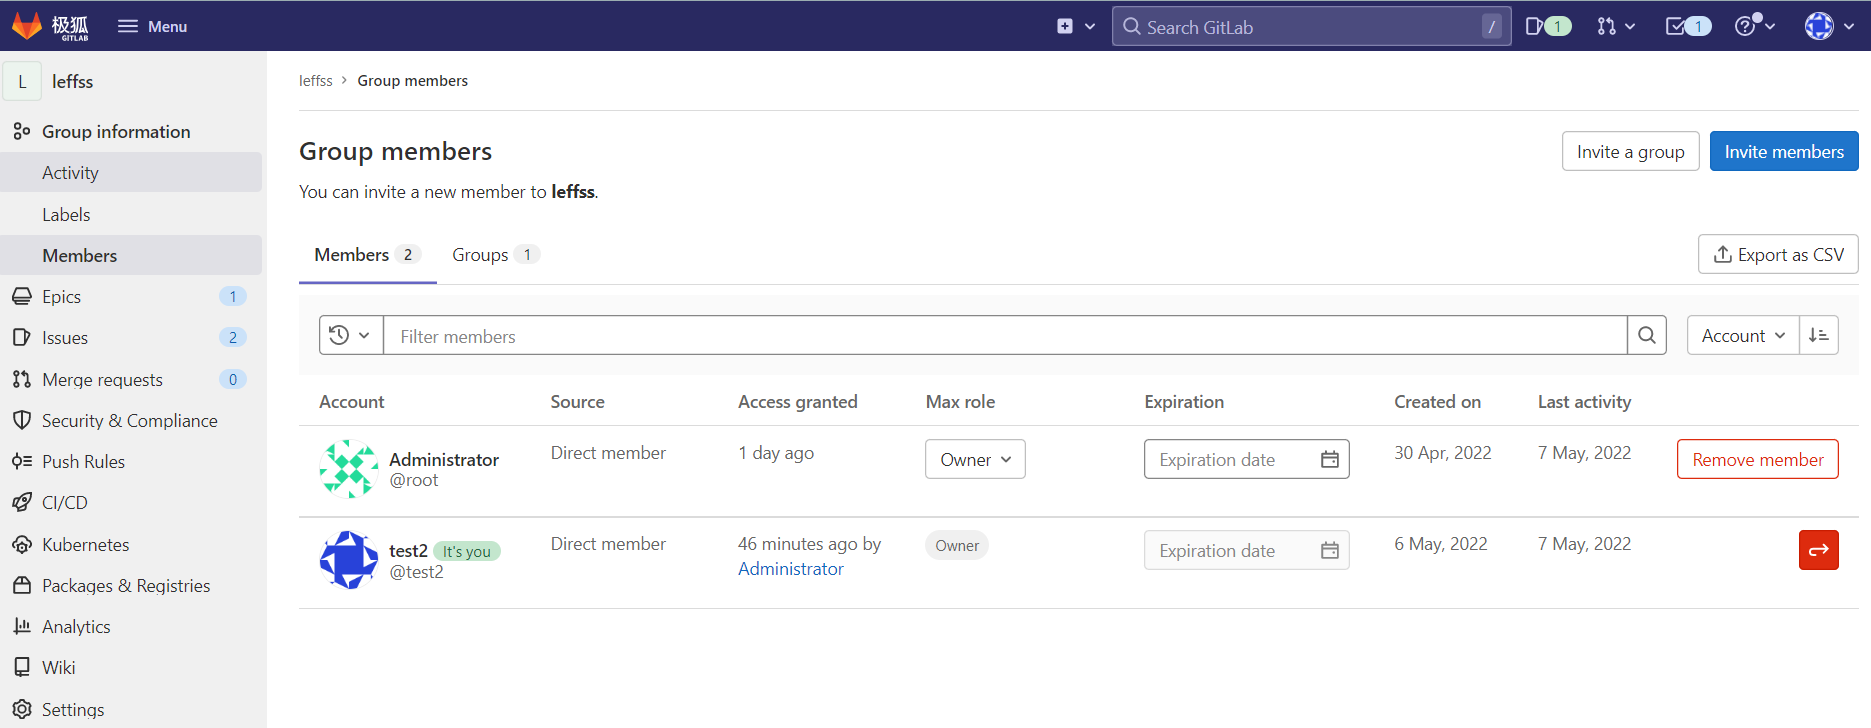 极狐
GITLAB
Menu
Search GitLab
/
1
1
L
leffss
Group information
Activity
Labels
Members
Epics 1
Issues 2
Merge requests 0
Security & Compliance
Push Rules
CI/CD
Kubernetes
Packages & Registries
Analytics
Wiki
Settings
leffss > Group members
Group members
Invite a group
Invite members
You can invite a new member to leffss.
Members 2
Groups 1
Export as CSV
Filter members
Account
Account Source Access granted Max role Expiration Created on Last activity
Administrator
@root
Direct member
1 day ago
Owner
Expiration date
30 Apr, 2022
7 May, 2022
Remove member
test2 It's you
@test2
Direct member
46 minutes ago by
Administrator
Owner
Expiration date
6 May, 2022
7 May, 2022